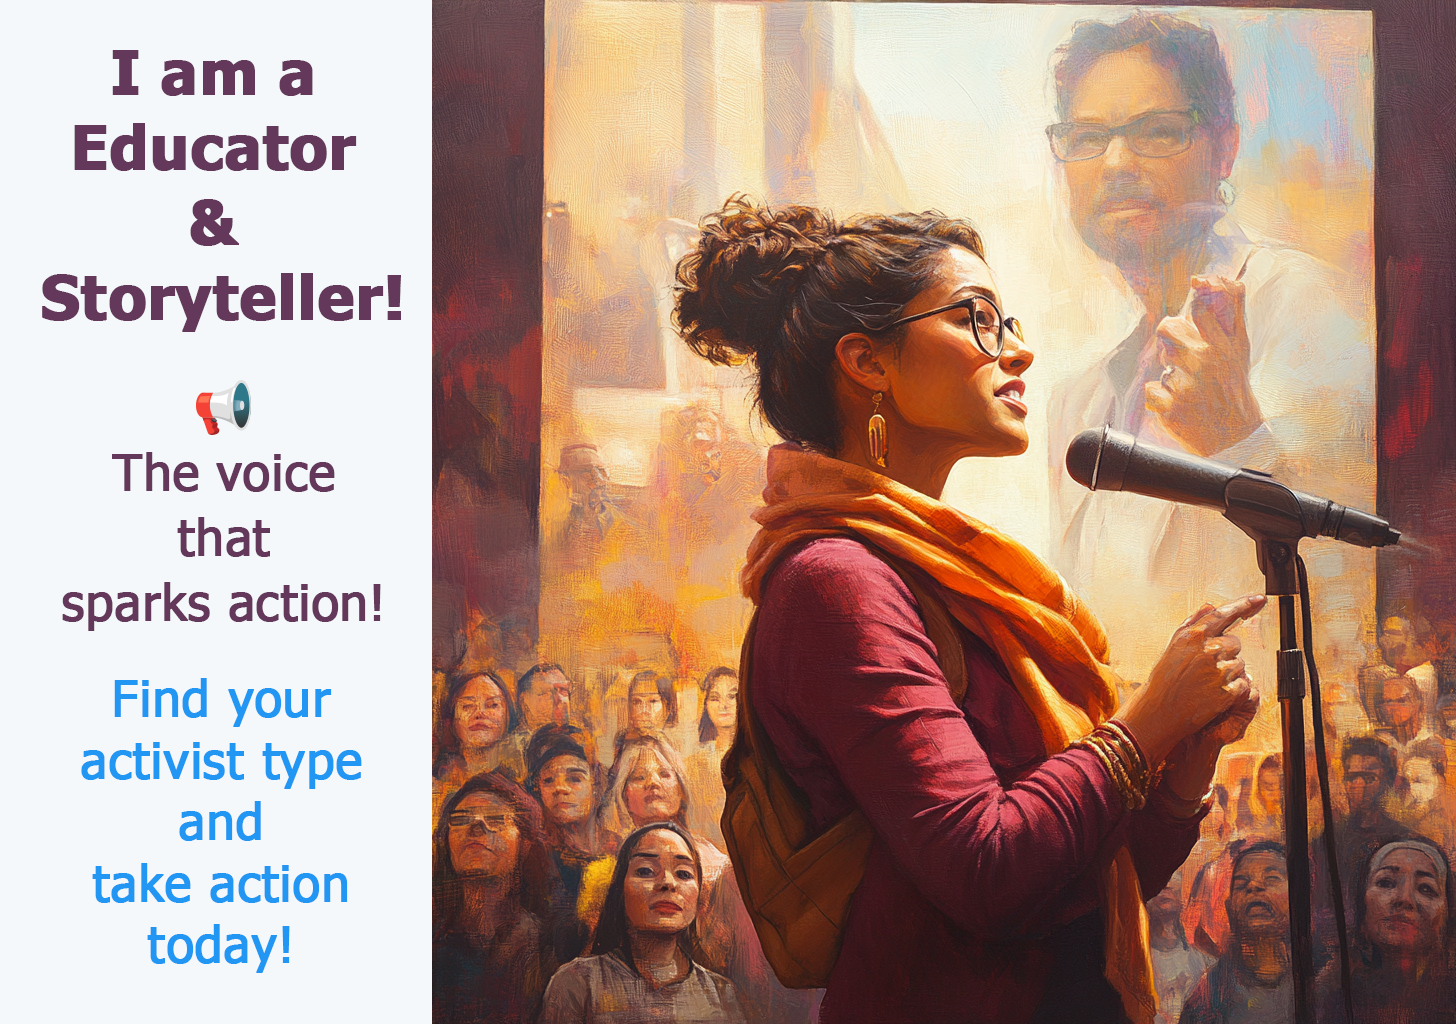 I am a
Educator
&
Storyteller!
The voice
that
sparks action!
Find your
activist type
and
take action
today!